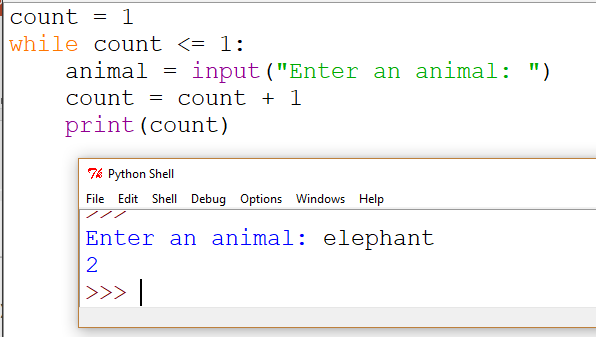 count = 1
while count <= 1:
    animal = input("Enter an animal: ")
    count = count + 1
    print(count)
Python Shell
File Edit Shell Debug Options Windows Help
>>>
Enter an animal: elephant
2
>>>